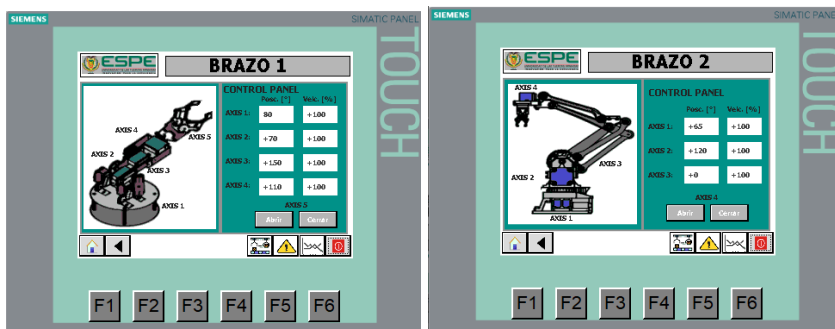 SIEMENS
SIMATIC PANEL
TOUCH
ESPE
BRAZO 1
CONTROL PANEL
Posc. [°] Velc. [%]
AXIS 1: 80 +100
AXIS 2: +70 +100
AXIS 3: +150 +100
AXIS 4: +110 +100
AXIS 5
Abrir Cerrar
AXIS 4
AXIS 5
AXIS 2
AXIS 3
AXIS 1
F1 F2 F3 F4 F5 F6
SIEMENS
SIMATIC PANE
TOUCH
ESPE
BRAZO 2
CONTROL PANEL
Posc. [°] Velc. [%]
AXIS 1: +65 +100
AXIS 2: +120 +100
AXIS 3: +0 +100
AXIS 4
Abrir Cerrar
AXIS 4
AXIS 3
AXIS 2
AXIS 1
F1 F2 F3 F4 F5 F6